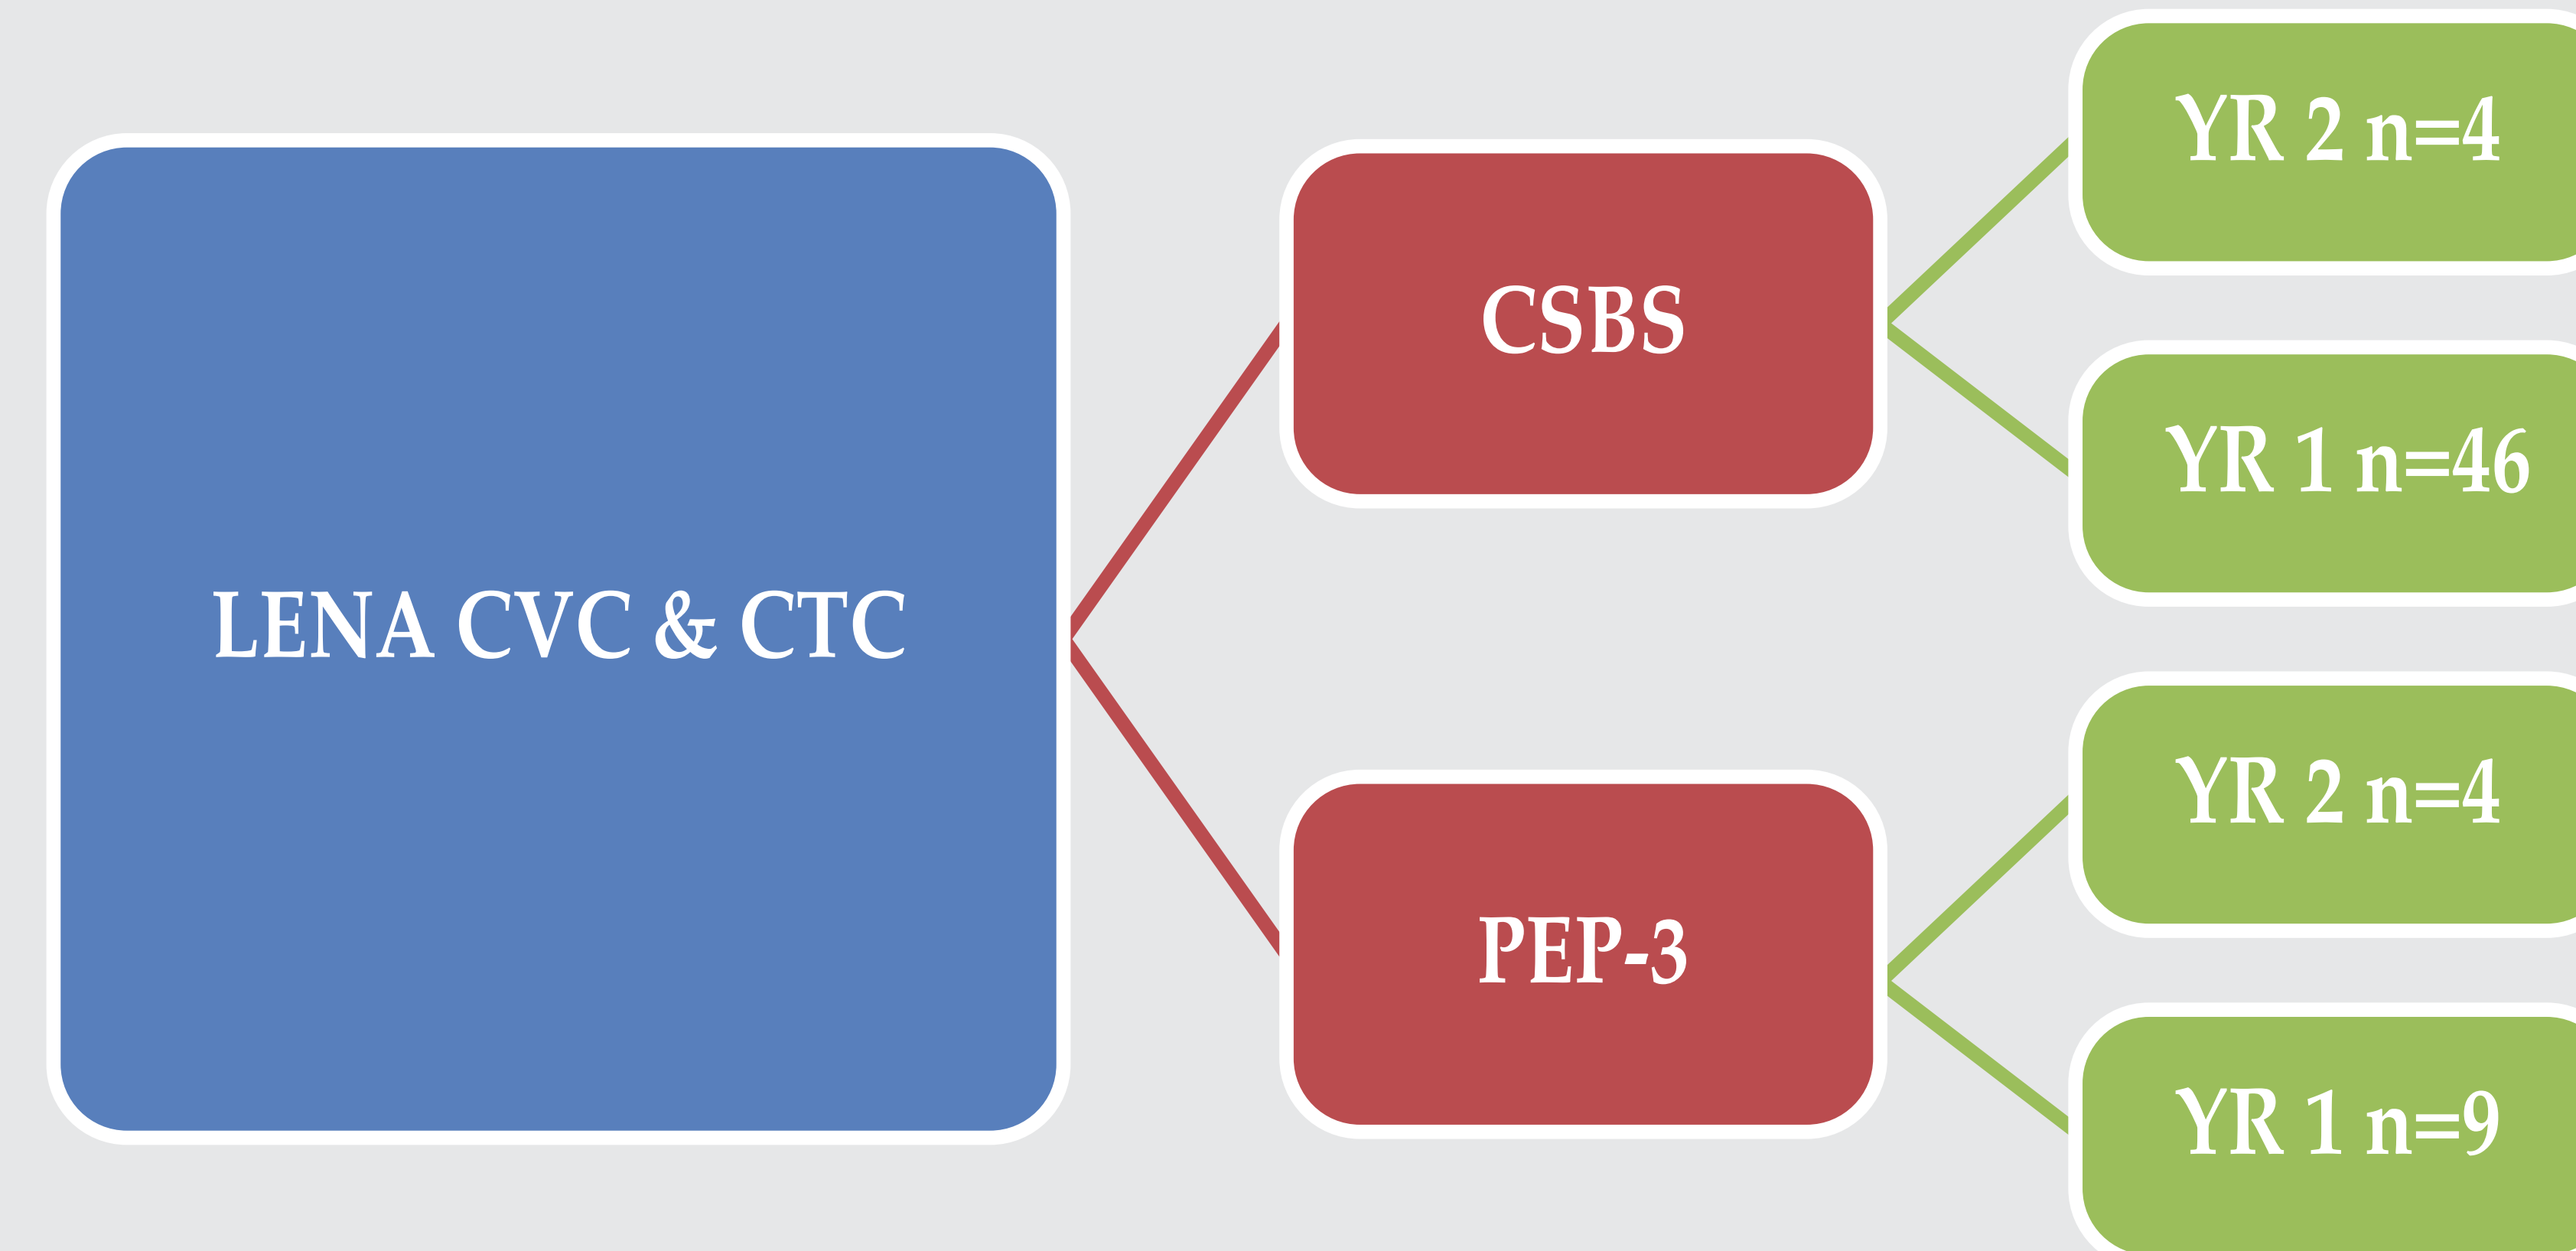 LENA CVC & CTC
CSBS
YR 2 n=4
YR 1 n=46
PEP-3
YR 2 n=4
YR 1 n=9